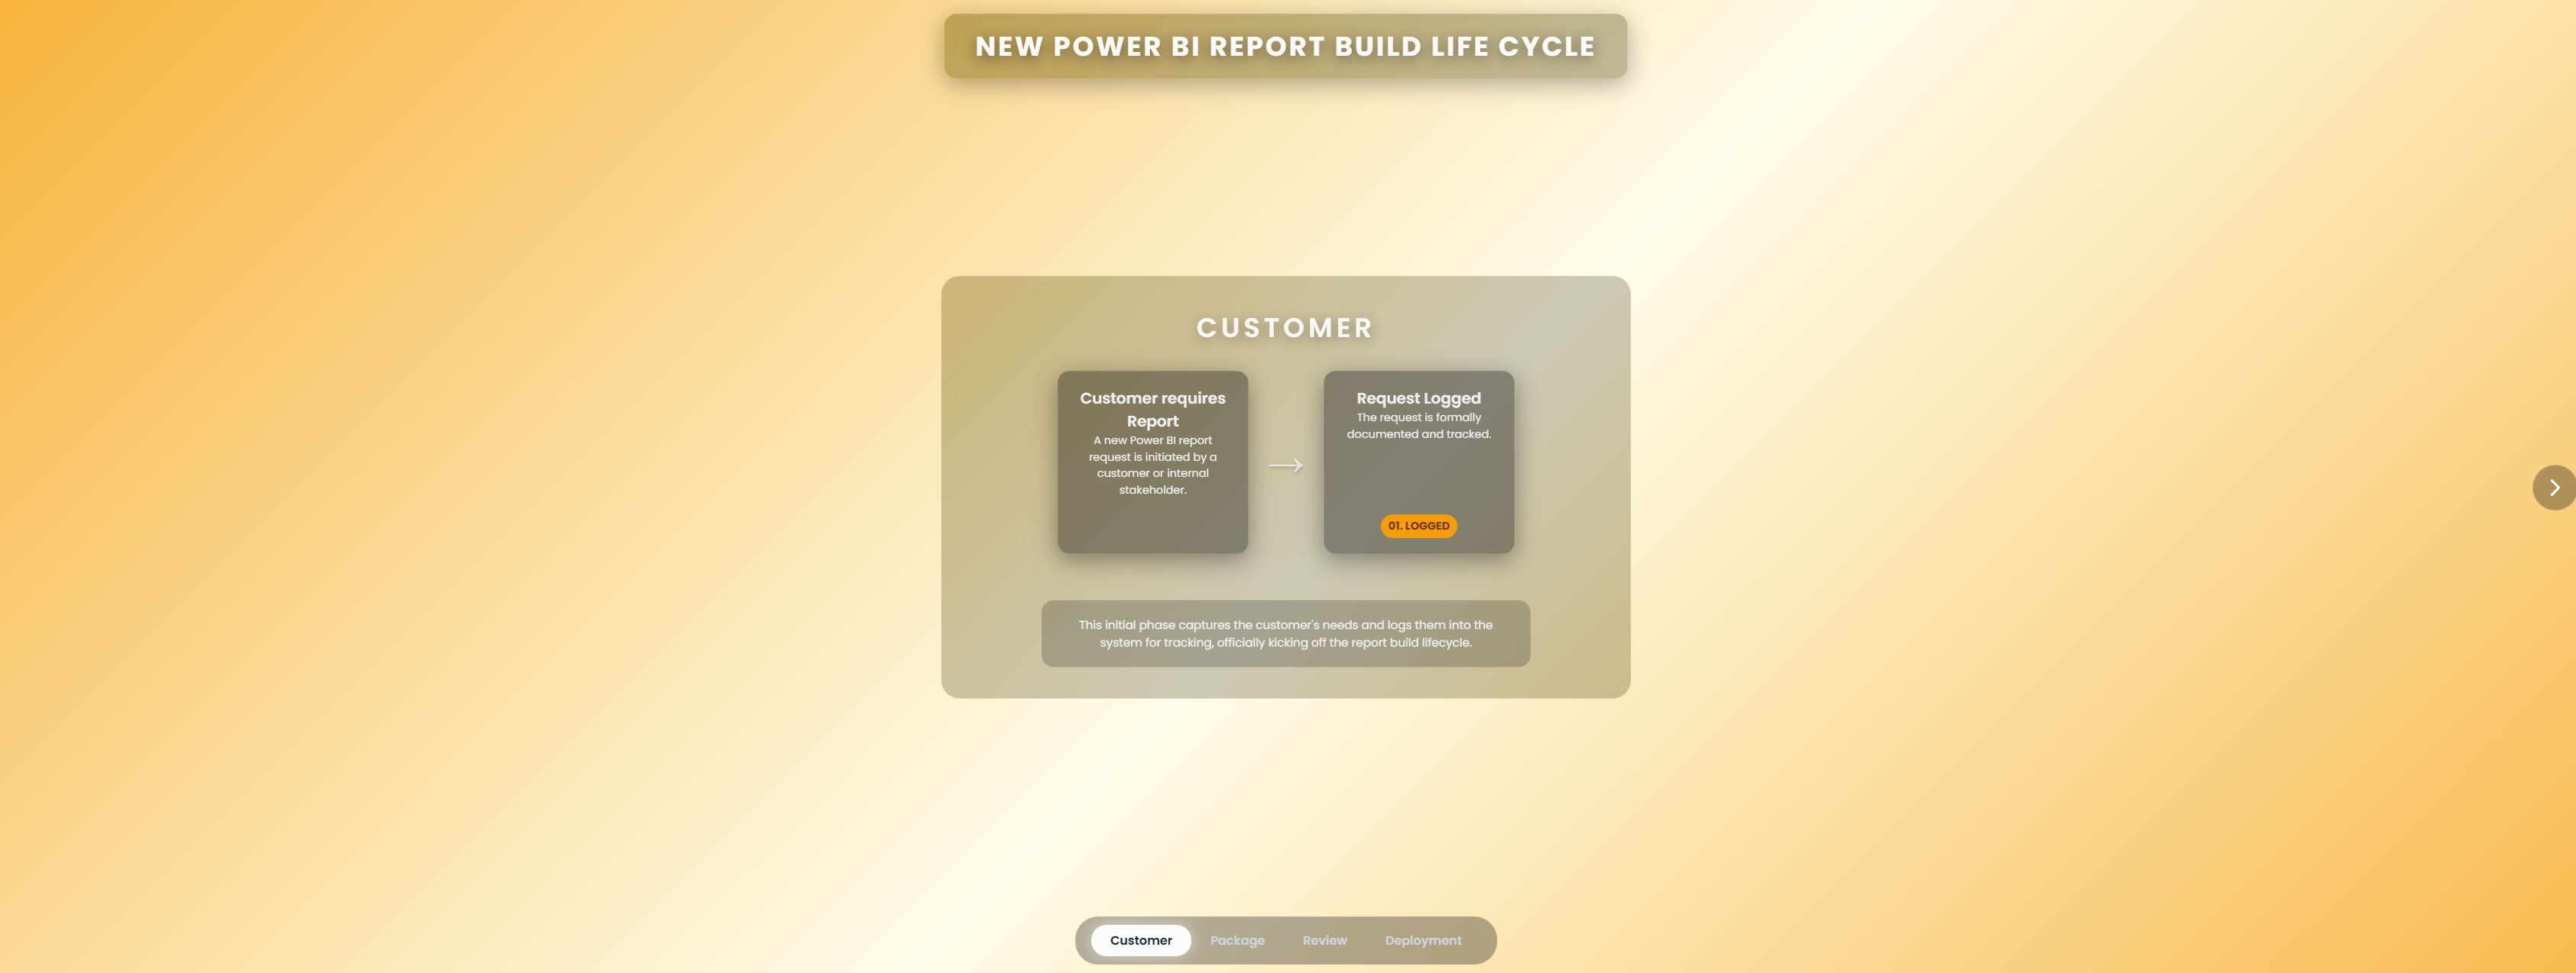 NEW POWER BI REPORT BUILD LIFE CYCLE
CUSTOMER
Customer requires
Report
A new Power BI report
request is initiated by a
customer or internal
stakeholder.
→
Request Logged
The request is formally
documented and tracked.
01. LOGGED
This initial phase captures the customer's needs and logs them into the
system for tracking, officially kicking off the report build lifecycle.
Customer Package Review Deployment